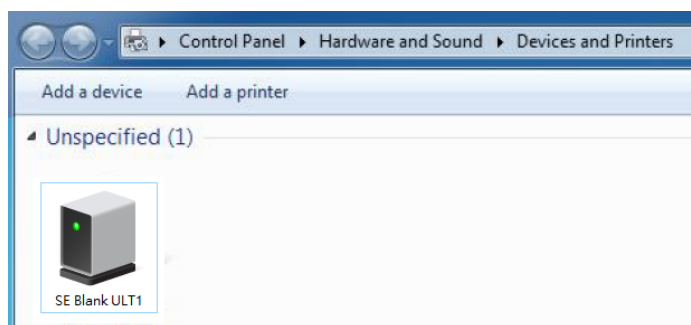 Control Panel Hardware and Sound Devices and Printers
Add a device Add a printer
Unspecified (1)
SE Blank ULT1